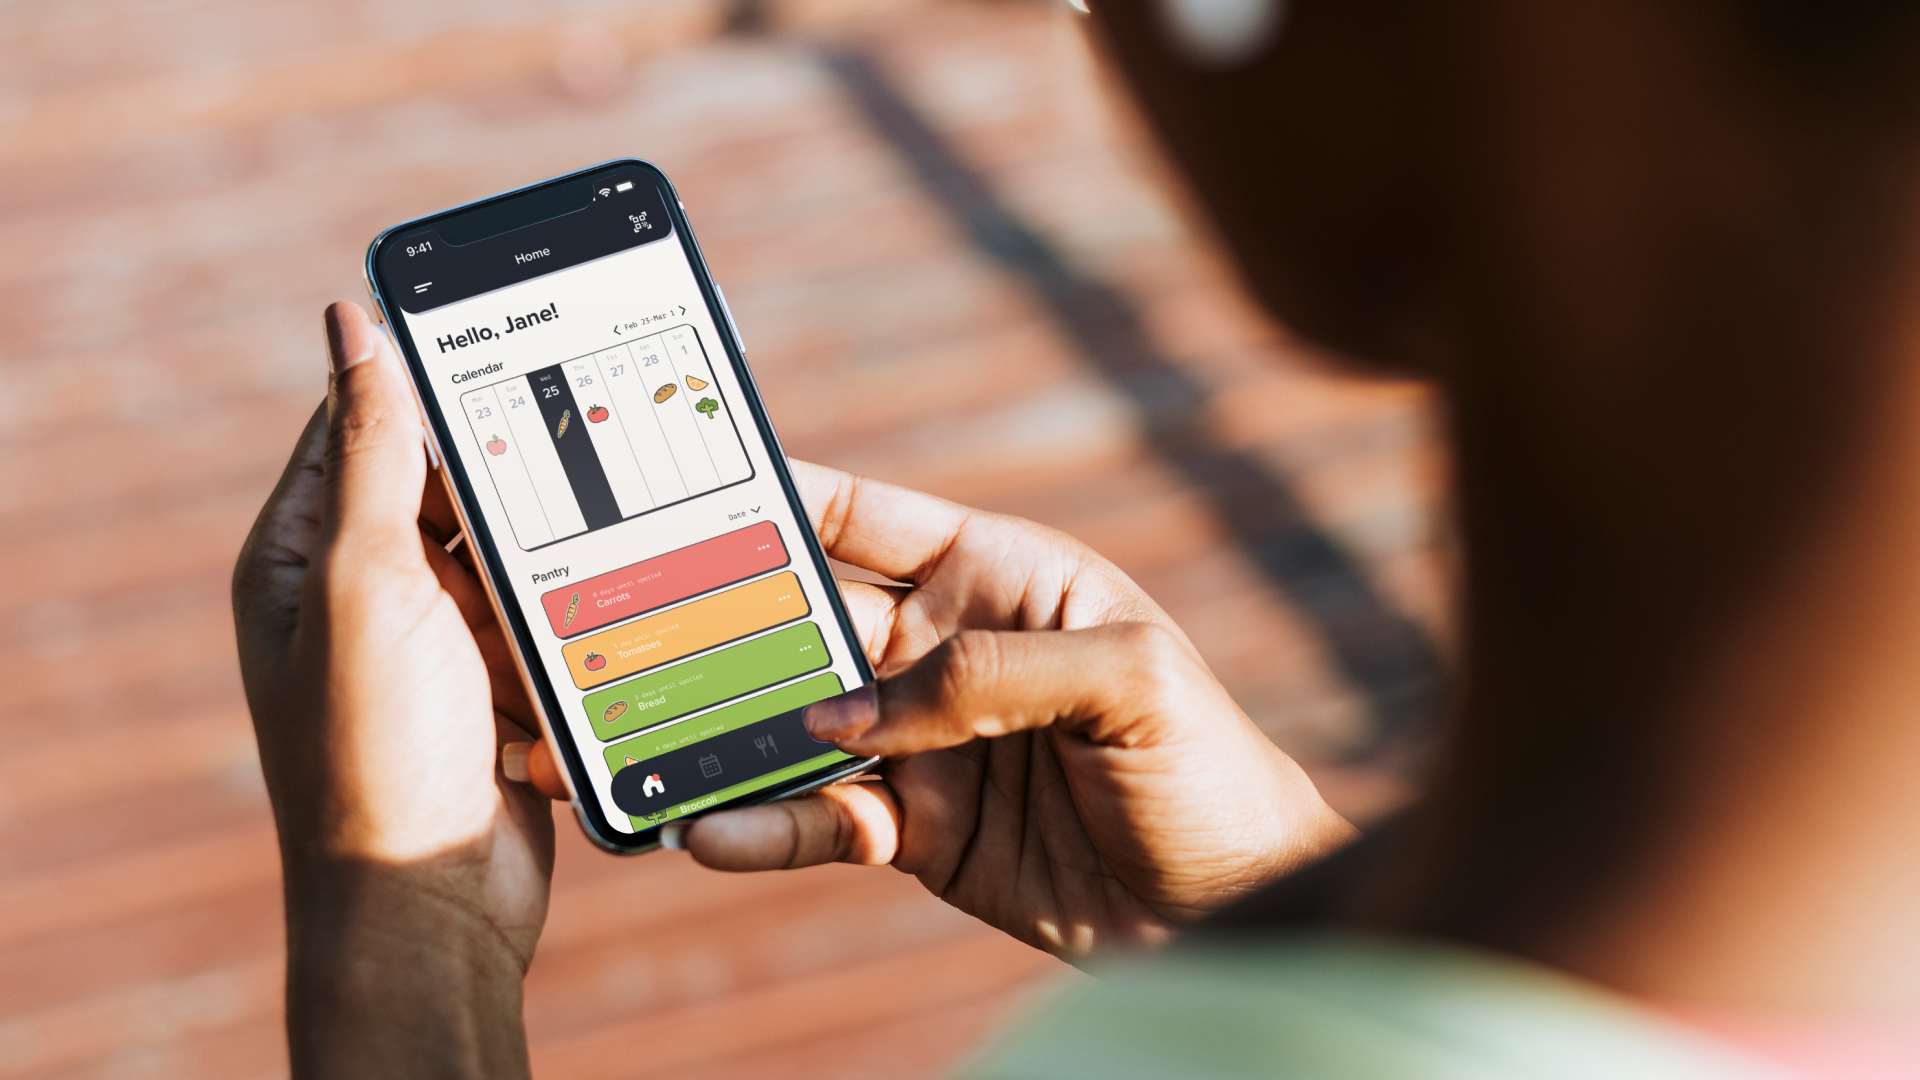 9:41
Home
Hello, Jane!
Feb 23-Mar 1
Calendar
Mon Tue Wed Thu Fri Sat Sun
23 24 25 26 27 28 1
Date
Pantry
0 days until spoiled
Carrots
1 day until spoiled
Tomatoes
3 days until spoiled
Bread
4 days until spoiled
Broccoli